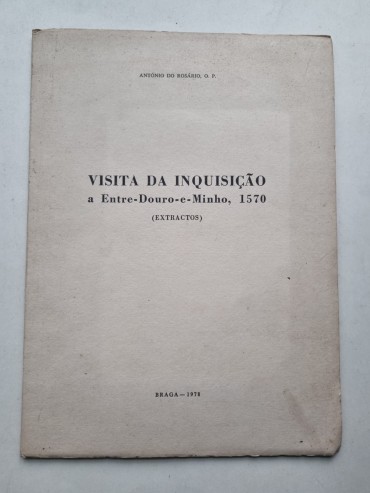 ANTÓNIO DO ROSÁRIO, O. P.
VISITA DA INQUISIÇÃO
a Entre-Douro-e-Minho, 1570
(EXTRACTOS)
BRAGA — 1978